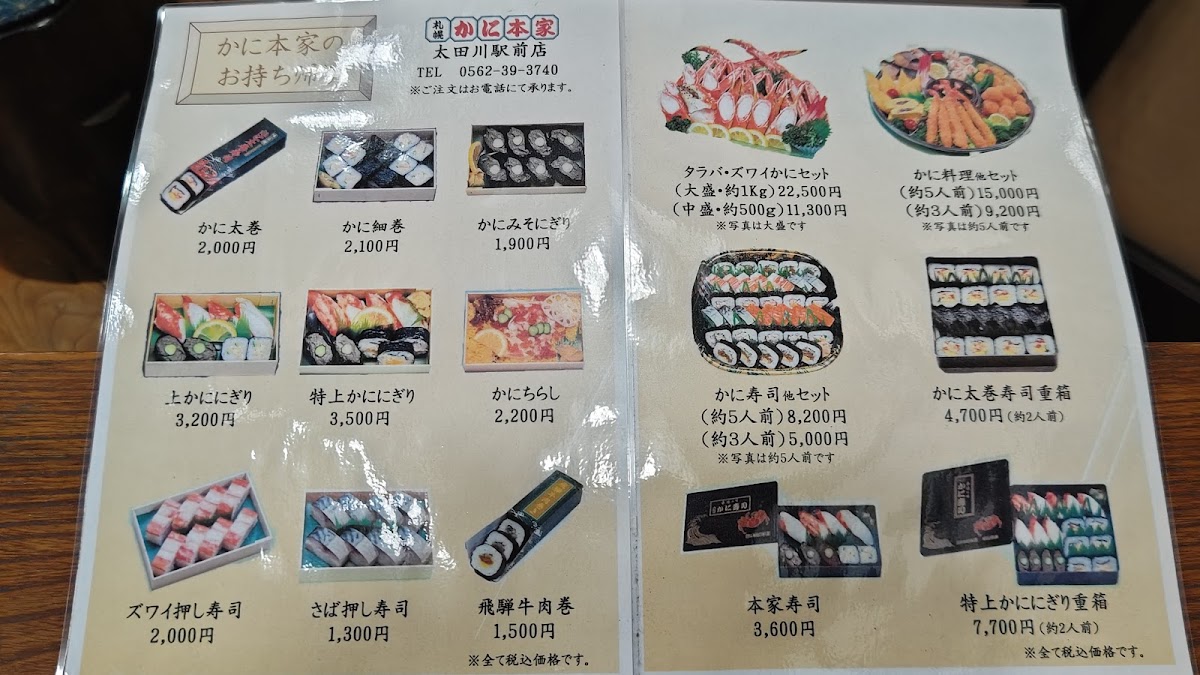 かに本家の
お持ち帰り
札幌 かに本家
太田川駅前店
TEL 0562-39-3740
※ご注文はお電話にて承ります。
かに太巻
2,000円
かに細巻
2,100円
かにみそにぎり
1,900円
上かににぎり
3,200円
特上かににぎり
3,500円
かにちらし
2,200円
ズワイ押し寿司
2,000円
さば押し寿司
1,300円
飛騨牛肉巻
1,500円
※全て税込価格です。
タラバ・ズワイかにセット
(大盛・約1Kg)22,500円
(中盛・約500g)11,300円
※写真は大盛です
かに料理他セット
(約5人前)15,000円
(約3人前)9,200円
※写真は約5人前です
かに寿司他セット
(約5人前)8,200円
(約3人前)5,000円
※写真は約5人前です
かに太巻寿司重箱
4,700円(約2人前)
かに寿司
本家寿司
3,600円
かに寿司
特上かににぎり重箱
7,700円(約2人前)
※全て税込価格です。